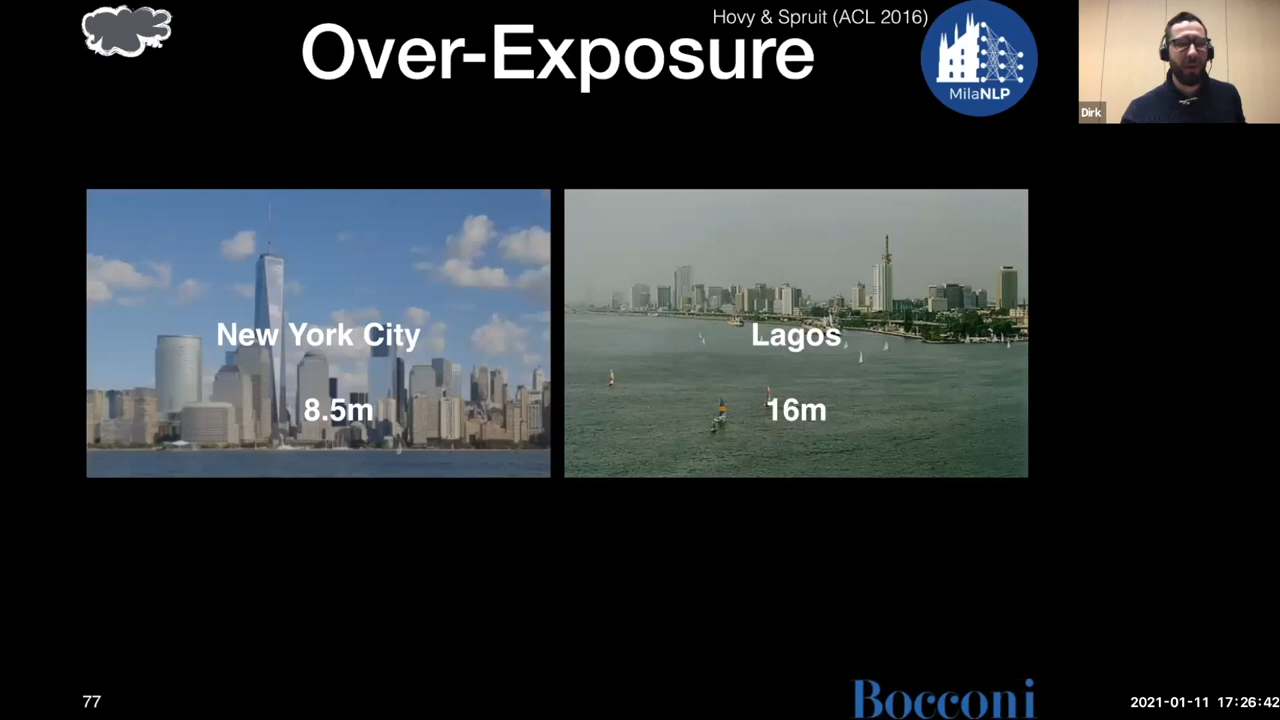 Hovy & Spruit (ACL 2016)
Over-Exposure
MilaNLP
Dirk
New York City
8.5m
Lagos
16m
77
Bocconi
2021-01-11 17:26:42